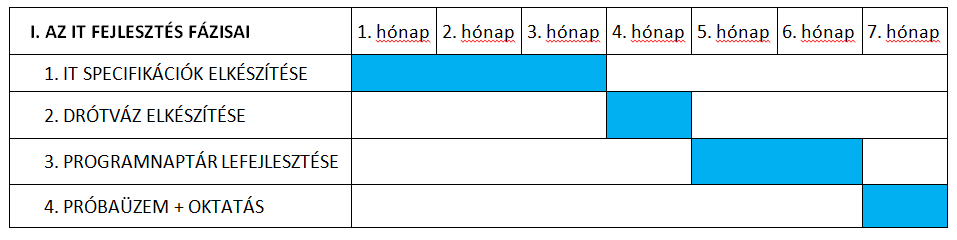 I. AZ IT FEJLESZTÉS FÁZISAI 1. hónap 2. hónap 3. hónap 4. hónap 5. hónap 6. hónap 7. hónap
1. IT SPECIFIKÁCIÓK ELKÉSZÍTÉSE
2. DRÓTVÁZ ELKÉSZÍTÉSE
3. PROGRAMNAPTÁR LEFEJLESZTÉSE
4. PRÓBAÜZEM + OKTATÁS